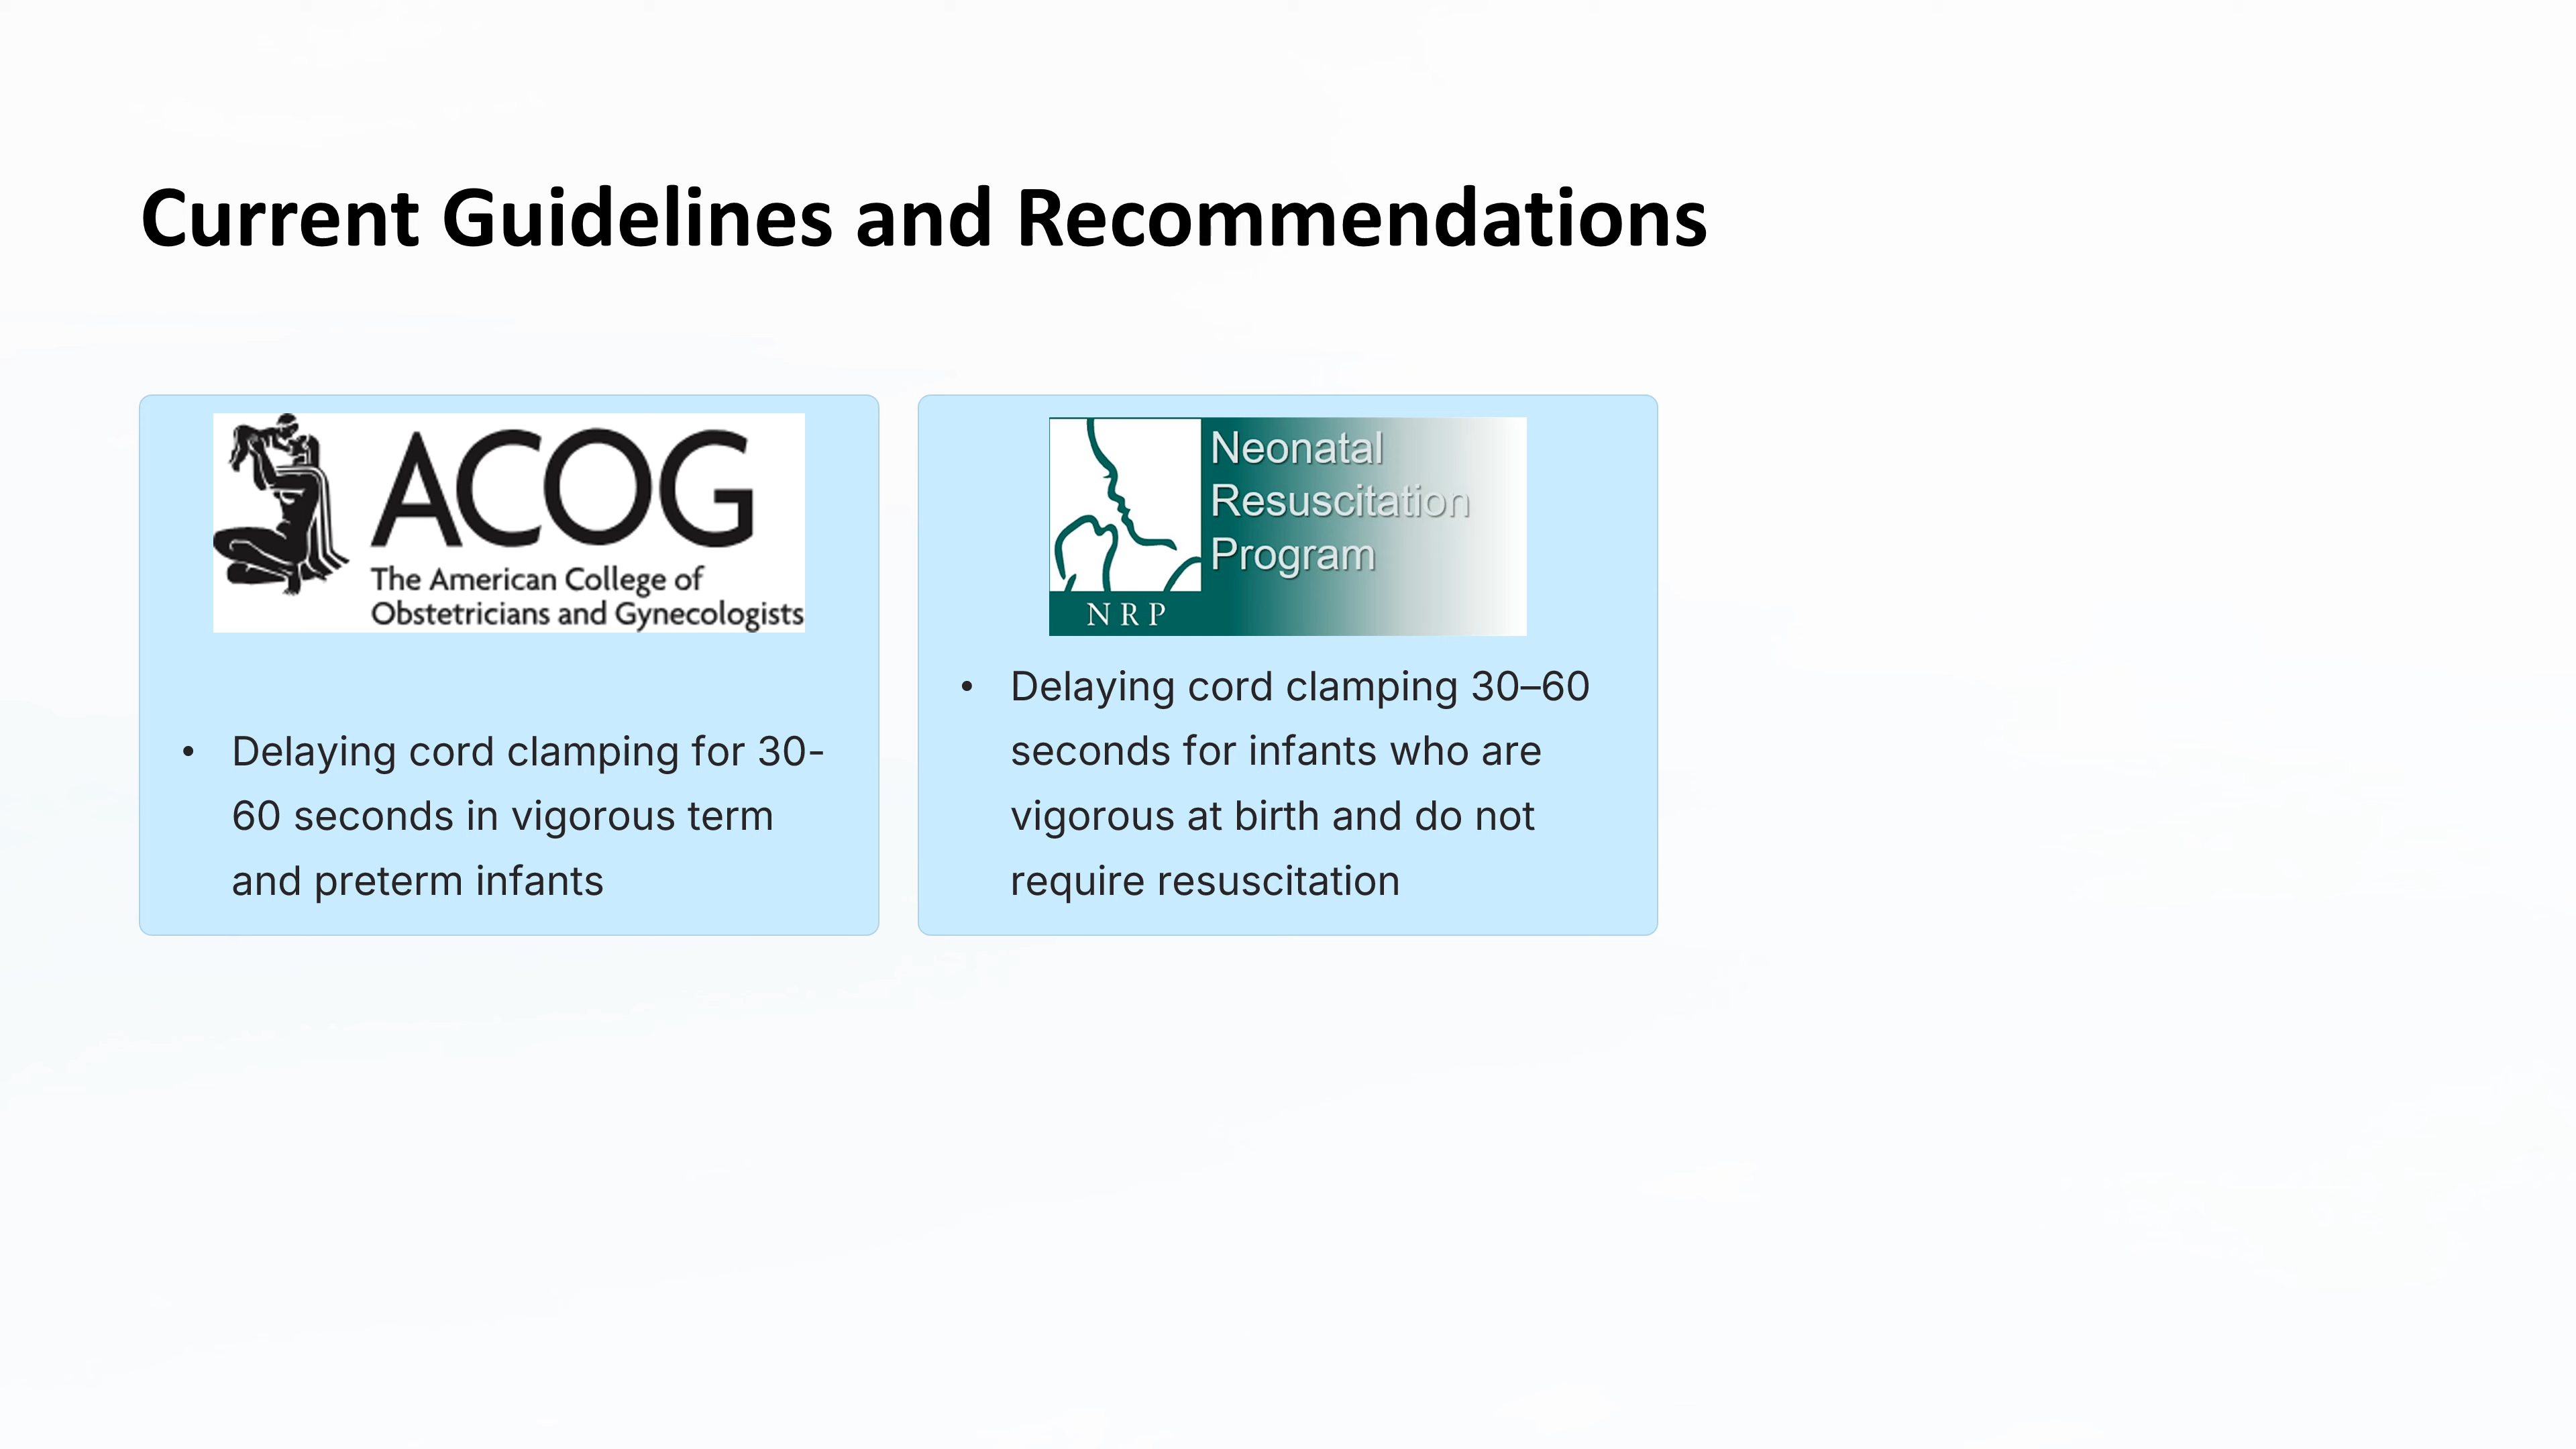 Current Guidelines and Recommendations
ACOG
The American College of
Obstetricians and Gynecologists
• Delaying cord clamping for 30-
60 seconds in vigorous term
and preterm infants
Neonatal
Resuscitation
Program
NRP
• Delaying cord clamping 30–60
seconds for infants who are
vigorous at birth and do not
require resuscitation